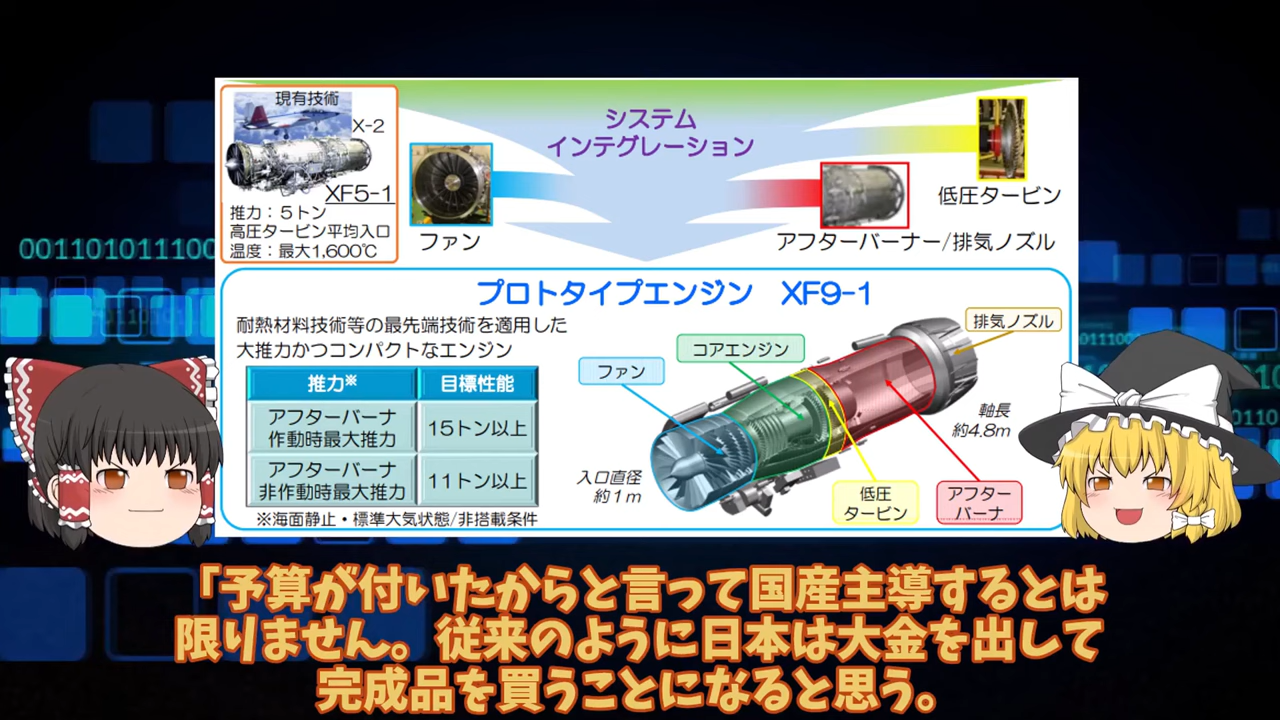 現有技術
X-2
XF5-1
推力：５トン
高圧タービン平均入口
温度：最大1,600℃
ファン
システム
インテグレーション
低圧タービン
アフターバーナー/排気ノズル
プロトタイプエンジン　XF9-1
耐熱材料技術等の最先端技術を適用した
大推力かつコンパクトなエンジン
推力※
目標性能
アフターバーナ
作動時最大推力
15トン以上
アフターバーナ
非作動時最大推力
11トン以上
※海面静止・標準大気状態/非搭載条件
ファン
コアエンジン
排気ノズル
軸長
約4.8m
入口直径
約１ｍ
低圧
タービン
アフター
バーナ
001101011100
「予算が付いたからと言って国産主導するとは
限りません。従来のように日本は大金を出して
完成品を買うことになると思う。